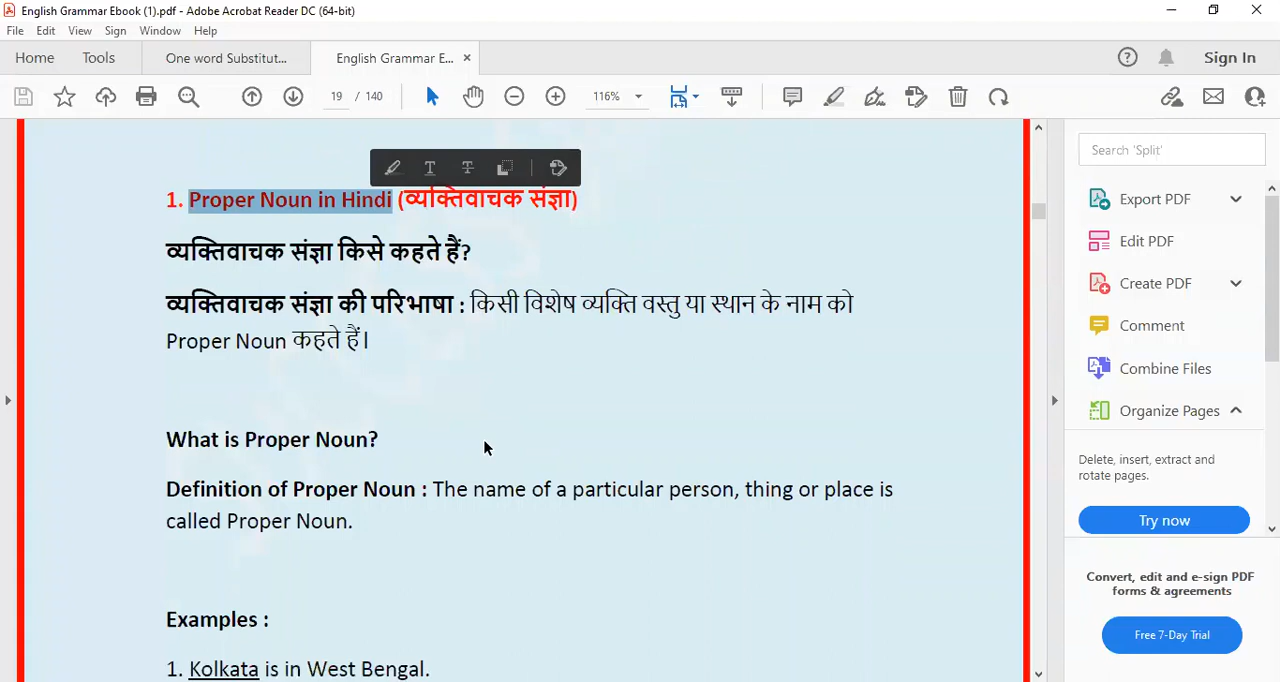 English Grammar Ebook (1).pdf - Adobe Acrobat Reader DC (64-bit)
File Edit View Sign Window Help
Home Tools One word Substitut... English Grammar E... × Sign In
19 / 140 116%
1. Proper Noun in Hindi (व्यक्तिवाचक संज्ञा)
व्यक्तिवाचक संज्ञा किसे कहते हैं?
व्यक्तिवाचक संज्ञा की परिभाषा : किसी विशेष व्यक्ति वस्तु या स्थान के नाम को
Proper Noun कहते हैं।
What is Proper Noun?
Definition of Proper Noun : The name of a particular person, thing or place is
called Proper Noun.
Examples :
1. Kolkata is in West Bengal.
Search 'Split'
Export PDF
Edit PDF
Create PDF
Comment
Combine Files
Organize Pages
Delete, insert, extract and
rotate pages.
Try now
Convert, edit and e-sign PDF
forms & agreements
Free 7-Day Trial